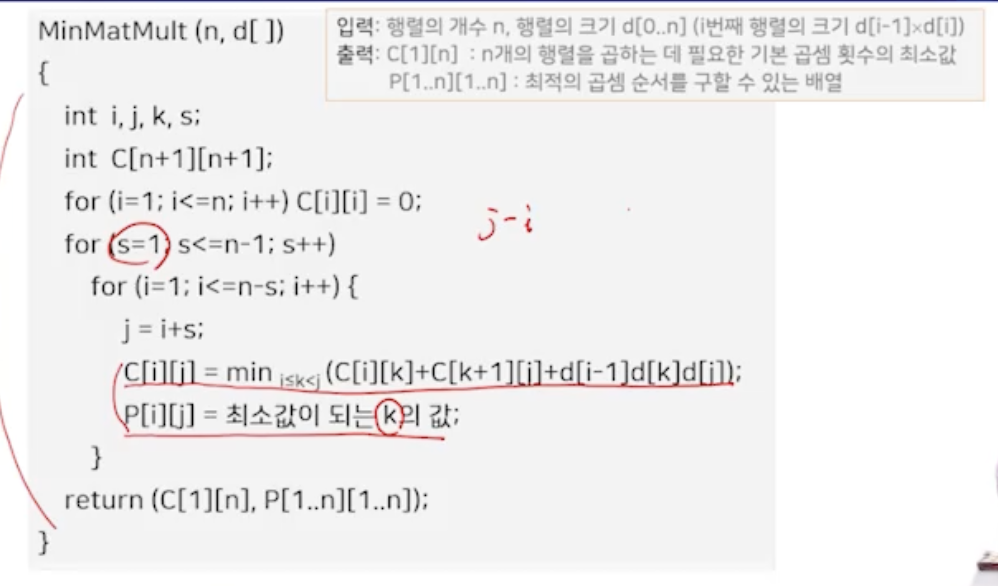 MinMatMult (n, d[ ])
입력: 행렬의 개수 n, 행렬의 크기 d[0..n] (i번째 행렬의 크기 d[i-1]×d[i])
출력: C[1][n] : n개의 행렬을 곱하는 데 필요한 기본 곱셈 횟수의 최소값
P[1..n][1..n] : 최적의 곱셈 순서를 구할 수 있는 배열
{
int i, j, k, s;
int C[n+1][n+1];
for (i=1; i<=n; i++) C[i][i] = 0;
j-i
for (s=1; s<=n-1; s++)
for (i=1; i<=n-s; i++) {
j = i+s;
C[i][j] = min i≤k<j (C[i][k]+C[k+1][j]+d[i-1]d[k]d[j]);
P[i][j] = 최소값이 되는 k의 값;
}
return (C[1][n], P[1..n][1..n]);
}